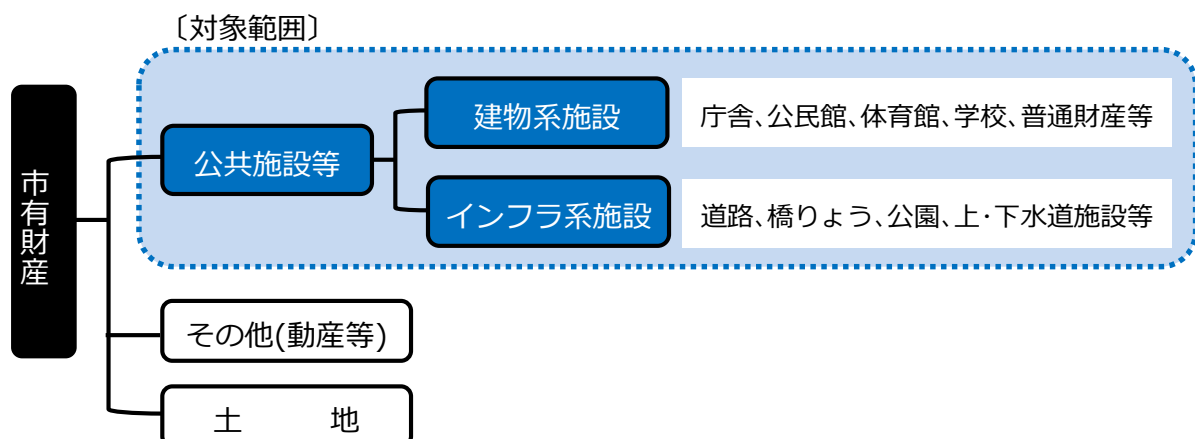 〔対象範囲〕
市有財産
公共施設等
建物系施設
庁舎、公民館、体育館、学校、普通財産等
インフラ系施設
道路、橋りょう、公園、上・下水道施設等
その他(動産等)
土　　　地